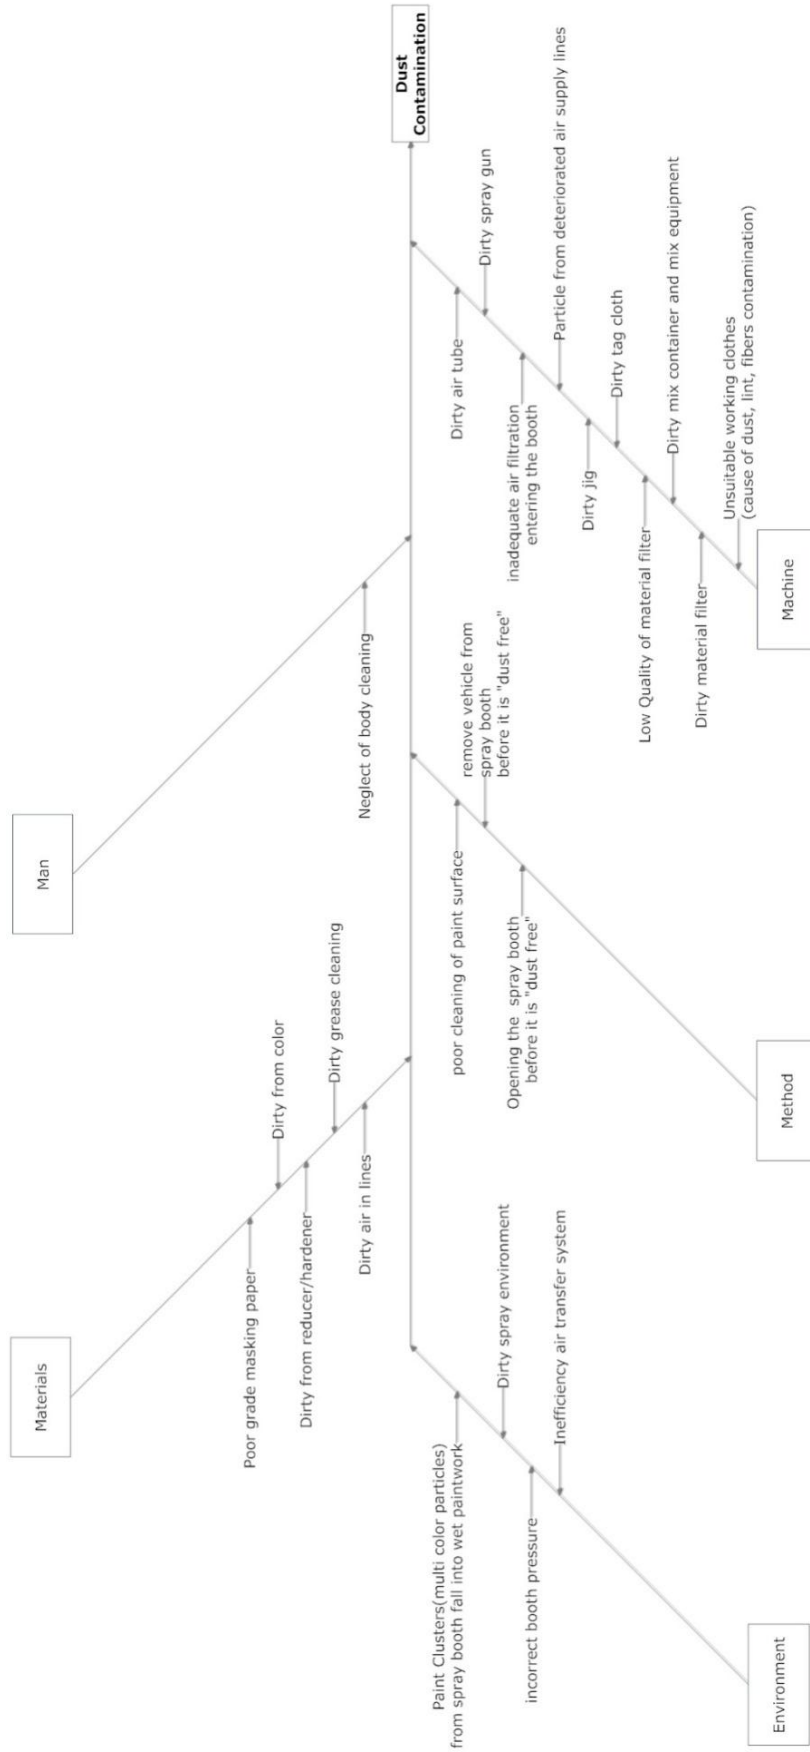 Materials
Man
Poor grade masking paper
Dirty from color
Dirty from reducer/hardener
Dirty grease cleaning
Dirty air in lines
Neglect of body cleaning
Dust
Contamination
Paint Clusters(multi color particles)
from spray booth fall into wet paintwork
Dirty spray environment
incorrect booth pressure
Inefficiency air transfer system
Environment
poor cleaning of paint surface
remove vehicle from
spray booth
before it is "dust free"
Opening the spray booth
before it is "dust free"
Method
Dirty air tube
Dirty spray gun
inadequate air filtration
entering the booth
Particle from deteriorated air supply lines
Dirty jig
Dirty tag cloth
Low Quality of material filter
Dirty mix container and mix equipment
Dirty material filter
Unsuitable working clothes
(cause of dust, lint, fibers contamination)
Machine